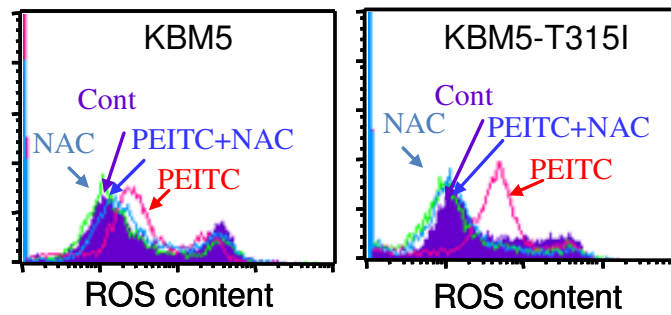 KBM5
Cont
NAC
PEITC+NAC
PEITC
ROS content
KBM5-T315I
Cont
NAC
PEITC+NAC
PEITC
ROS content